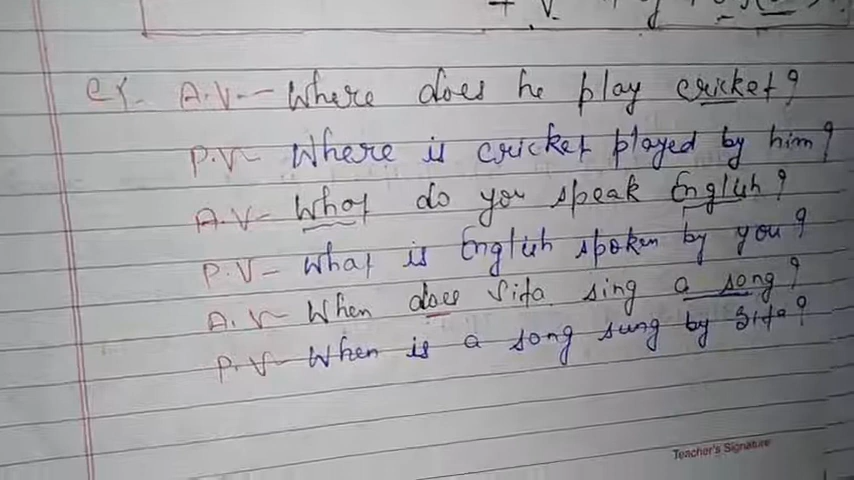 ex. A.V-- Where does he play cricket?
P.V- Where is cricket played by him?
A.V- What do you speak English?
P.V- What is English spoken by you?
A.V- When does Sita sing a song?
P.V- When is a song sung by Sita?
Teacher's Signature